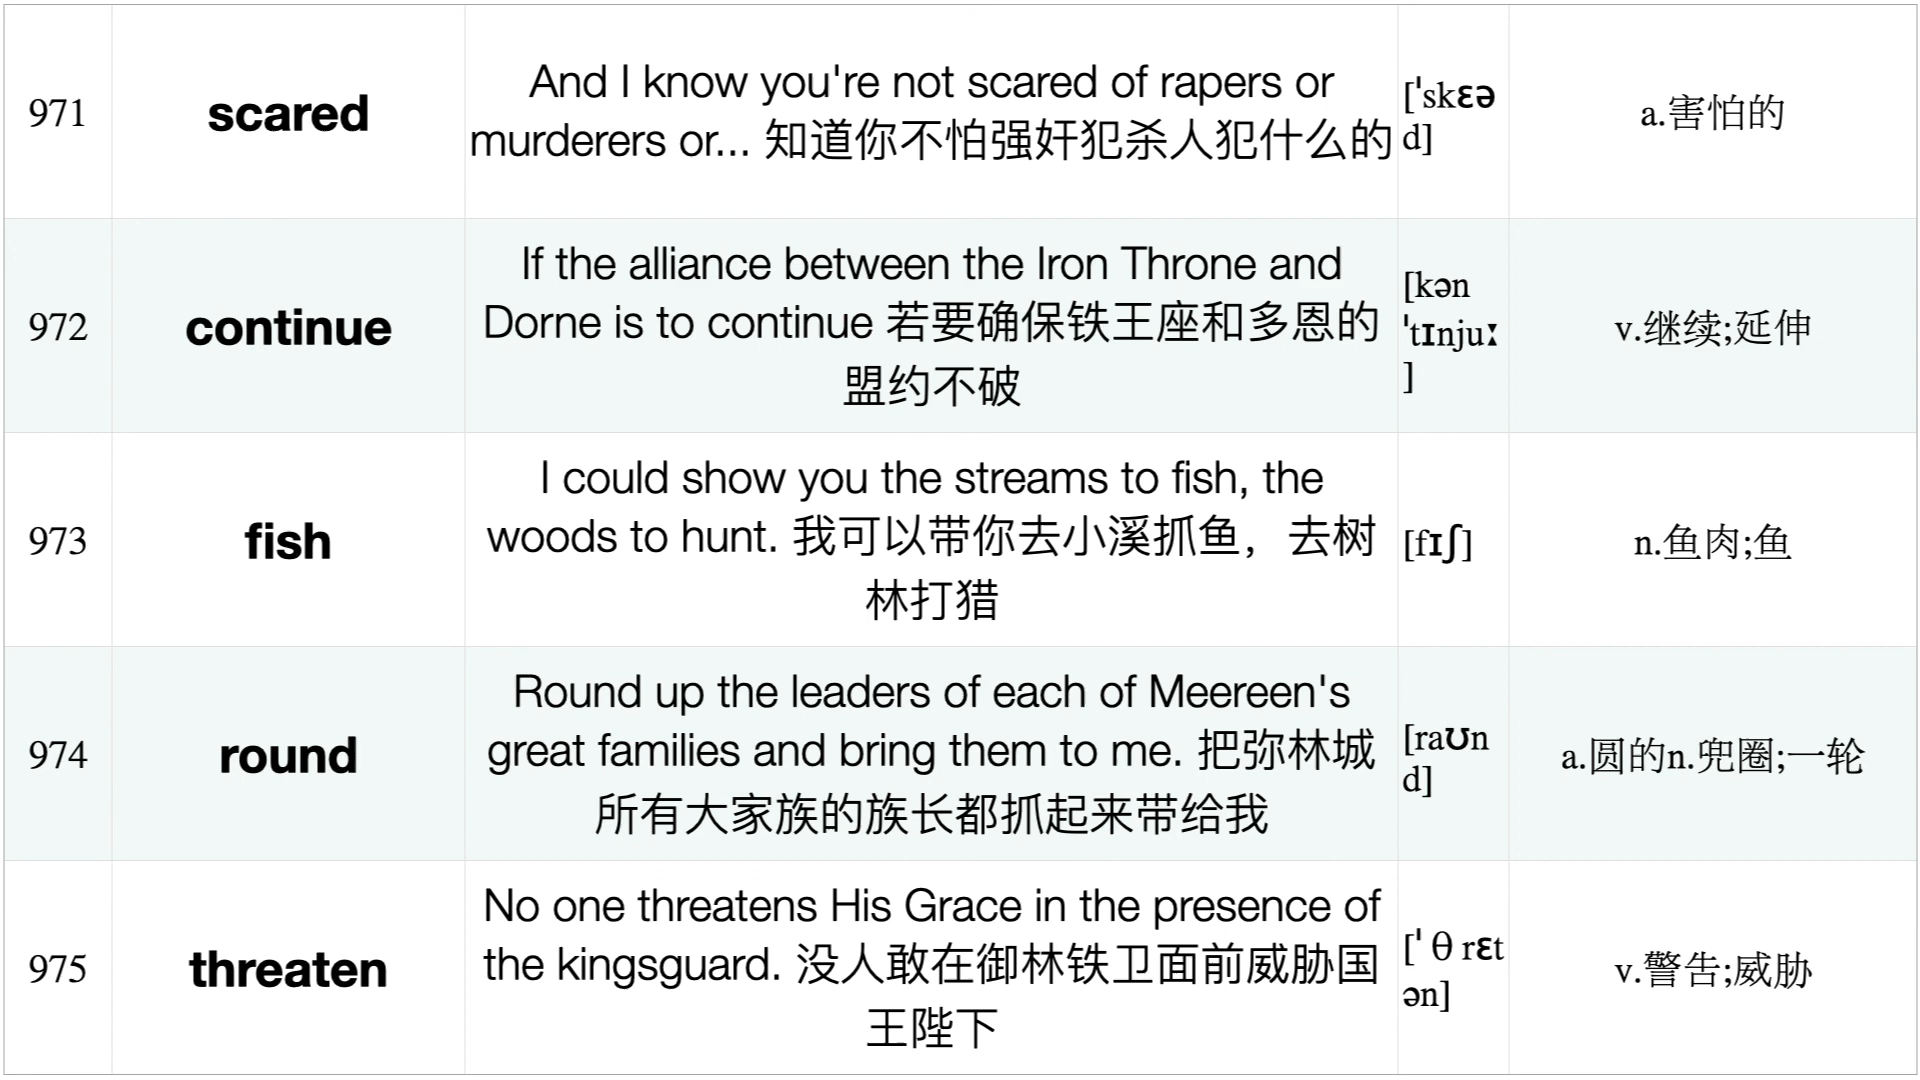 971
scared
And I know you're not scared of rapers or
murderers or... 知道你不怕强奸犯杀人犯什么的
[ˈskɛə
d]
a.害怕的
972
continue
If the alliance between the Iron Throne and
Dorne is to continue 若要确保铁王座和多恩的
盟约不破
[kən
ˈtɪnjuː
]
v.继续;延伸
973
fish
I could show you the streams to fish, the
woods to hunt. 我可以带你去小溪抓鱼，去树
林打猎
[fɪʃ]
n.鱼肉;鱼
974
round
Round up the leaders of each of Meereen's
great families and bring them to me. 把弥林城
所有大家族的族长都抓起来带给我
[raʊn
d]
a.圆的n.兜圈;一轮
975
threaten
No one threatens His Grace in the presence of
the kingsguard. 没人敢在御林铁卫面前威胁国
王陛下
[ˈ θ rɛt
ən]
v.警告;威胁